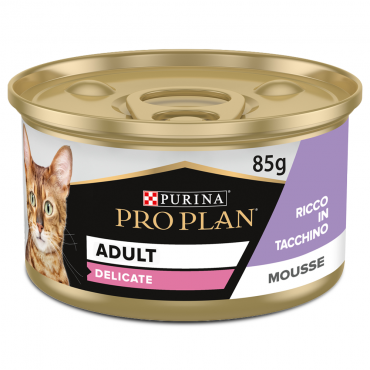 85g
PURINA
PRO PLAN
ADULT
DELICATE
RICCO
IN
TACCHINO
MOUSSE